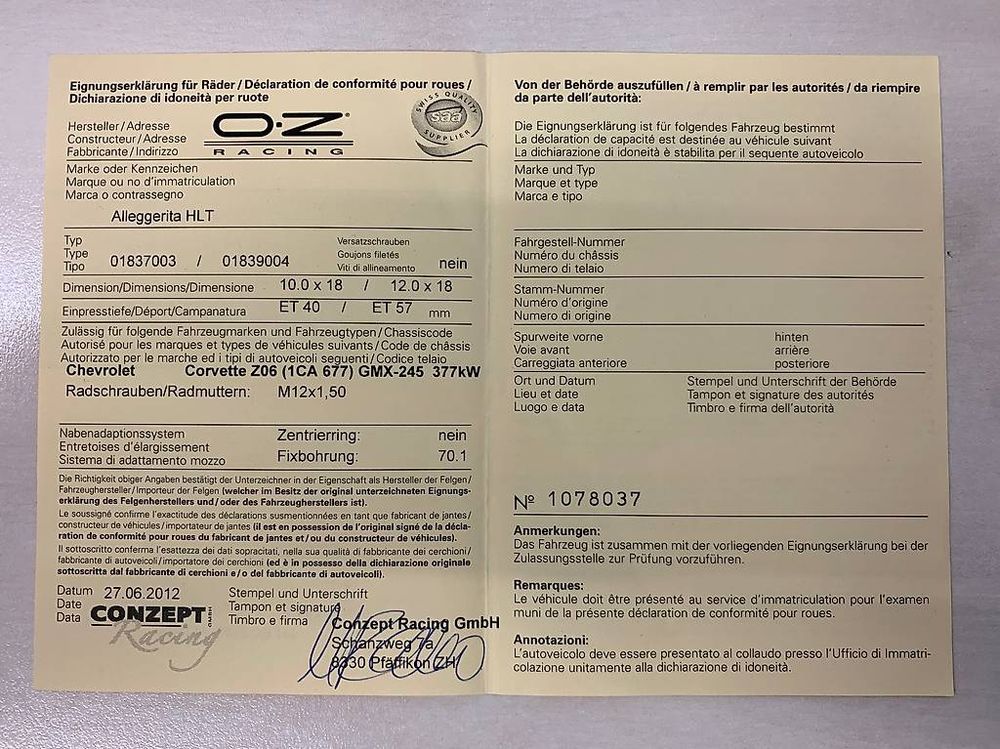 Eignungserklärung für Räder / Déclaration de conformité pour roues /
Dichiarazione di idoneità per ruote
Hersteller / Adresse
Constructeur / Adresse
Fabbricante / Indirizzo
O·Z
RACING
SWISS QUALITY
saa
SUPPLIER
Marke oder Kennzeichen
Marque ou no d'immatriculation
Marca o contrassegno
Alleggerita HLT
Typ
Type
Tipo
01837003 / 01839004
Versatzschrauben
Goujons filetés
Viti di allineamento
nein
Dimension/Dimensions/Dimensione 10.0 x 18 / 12.0 x 18
Einpresstiefe/Déport/Campanatura ET 40 / ET 57 mm
Zulässig für folgende Fahrzeugmarken und Fahrzeugtypen / Chassiscode
Autorisé pour les marques et types de véhicules suivants / Code de châssis
Autorizzato per le marche ed i tipi di autoveicoli seguenti / Codice telaio
Chevrolet Corvette Z06 (1CA 677) GMX-245 377kW
Radschrauben/Radmuttern: M12x1,50
Nabenadaptionssystem
Entretoises d'élargissement
Sistema di adattamento mozzo
Zentrierring: nein
Fixbohrung: 70.1
Die Richtigkeit obiger Angaben bestätigt der Unterzeichner in der Eigenschaft als Hersteller der Felgen /
Fahrzeughersteller / Importeur der Felgen (welcher im Besitz der original unterzeichneten Eignungs-
erklärung des Felgenherstellers und / oder des Fahrzeugherstellers ist).
Le soussigné confirme l'exactitude des déclarations susmentionnées en tant que fabricant de jantes /
constructeur de véhicules / importateur de jantes (il est en possession de l'original signé de la décla-
ration de conformité pour roues du fabricant de jantes et / ou du constructeur de véhicules).
Il sottoscritto conferma l'esattezza dei dati sopracitati, nella sua qualità di fabbricante dei cerchioni /
fabbricante di autoveicoli / importatore dei cerchioni (ed è in possesso della dichiarazione originale
sottoscritta dal fabbricante di cerchioni e / o del fabbricante di autoveicoli).
Datum 27.06.2012
Date
Data
CONZEPT GMBH
Racing
Stempel und Unterschrift
Tampon et signature
Timbro e firma
Conzept Racing GmbH
Schanzweg 7a
8330 Pfäffikon ZH
Von der Behörde auszufüllen / à remplir par les autorités / da riempire
da parte dell'autorità:
Die Eignungserklärung ist für folgendes Fahrzeug bestimmt
La déclaration de capacité est destinée au véhicule suivant
La dichiarazione di idoneità è stabilita per il sequente autoveicolo
Marke und Typ
Marque et type
Marca e tipo
Fahrgestell-Nummer
Numéro du châssis
Numero di telaio
Stamm-Nummer
Numéro d'origine
Numero di origine
Spurweite vorne hinten
Voie avant arrière
Carreggiata anteriore posteriore
Ort und Datum Stempel und Unterschrift der Behörde
Lieu et date Tampon et signature des autorités
Luogo e data Timbro e firma dell'autorità
Nº 1078037
Anmerkungen:
Das Fahrzeug ist zusammen mit der vorliegenden Eignungserklärung bei der
Zulassungsstelle zur Prüfung vorzuführen.
Remarques:
Le véhicule doit être présenté au service d'immatriculation pour l'examen
muni de la présente déclaration de conformité pour roues.
Annotazioni:
L'autoveicolo deve essere presentato al collaudo presso l'Ufficio di Immatri-
colazione unitamente alla dichiarazione di idoneità.